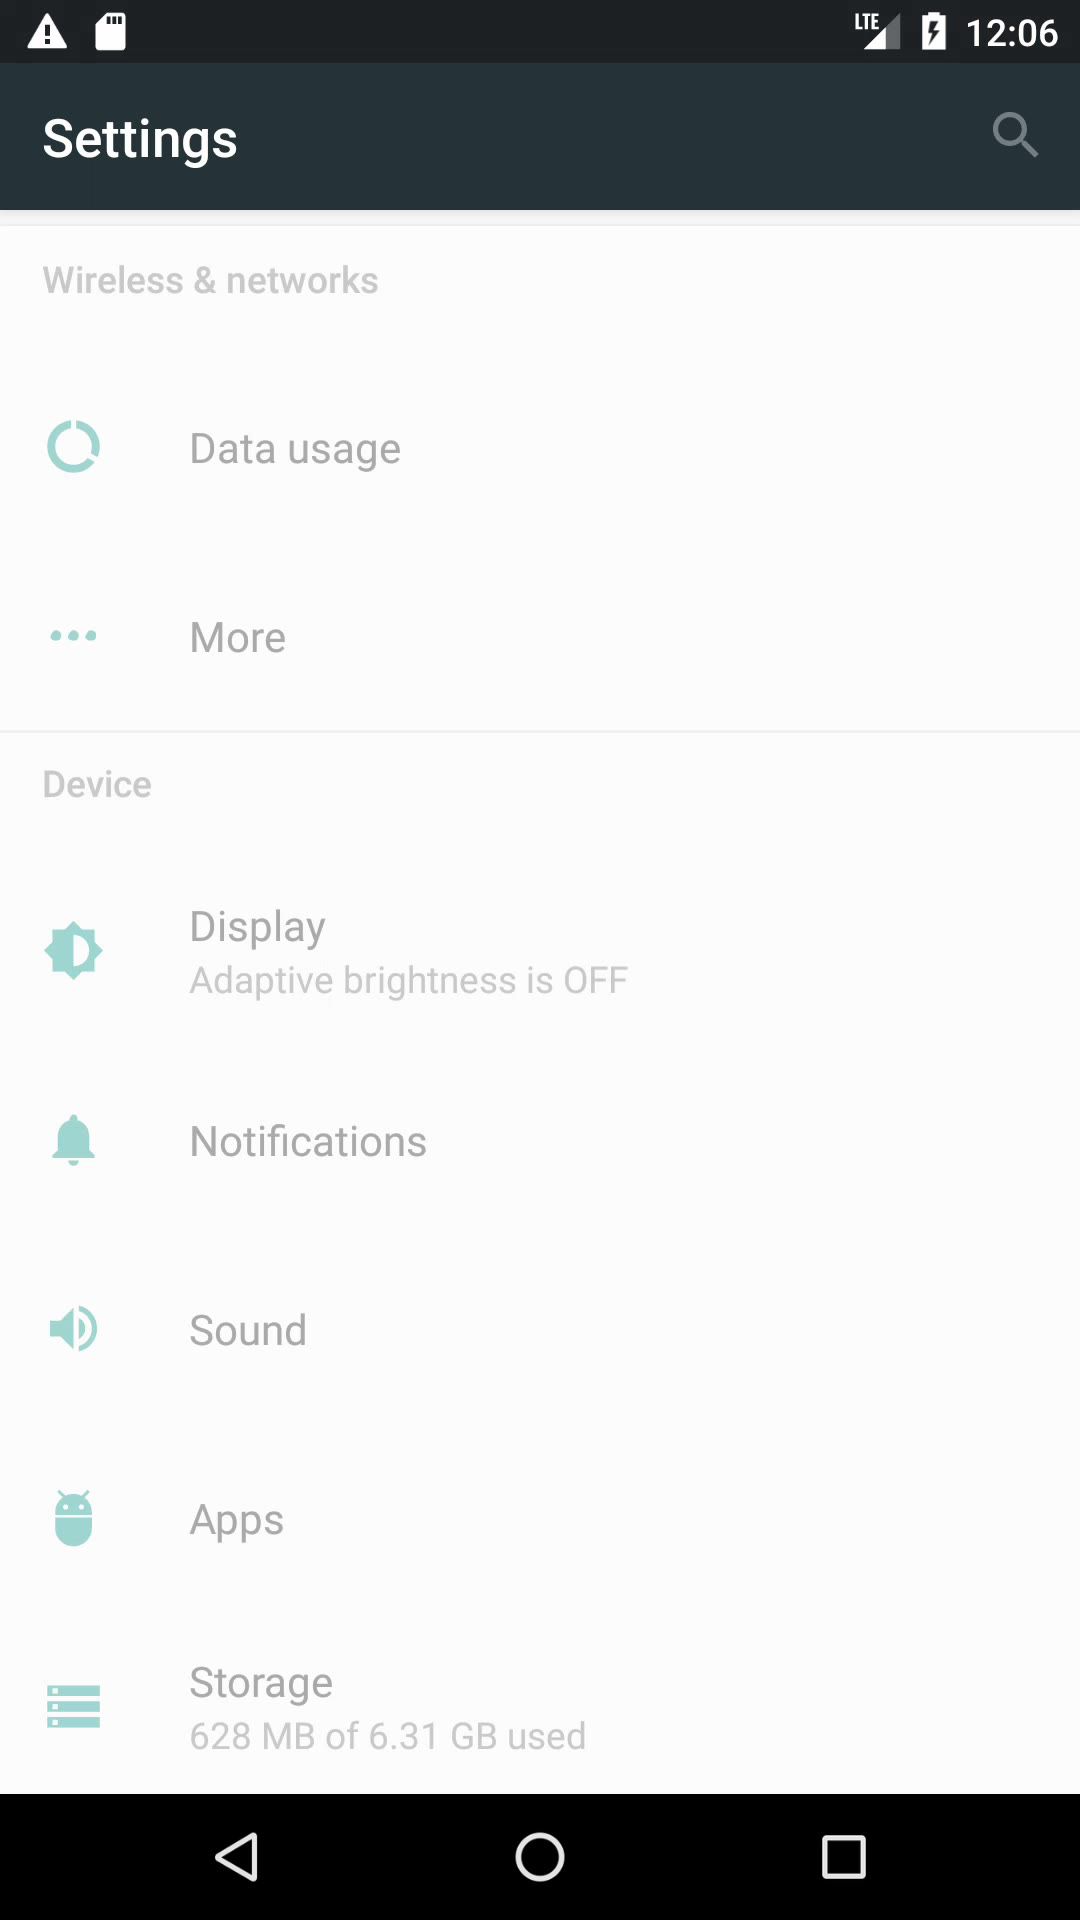 LTE 12:06
Settings
Wireless & networks
Data usage
More
Device
Display
Adaptive brightness is OFF
Notifications
Sound
Apps
Storage
628 MB of 6.31 GB used